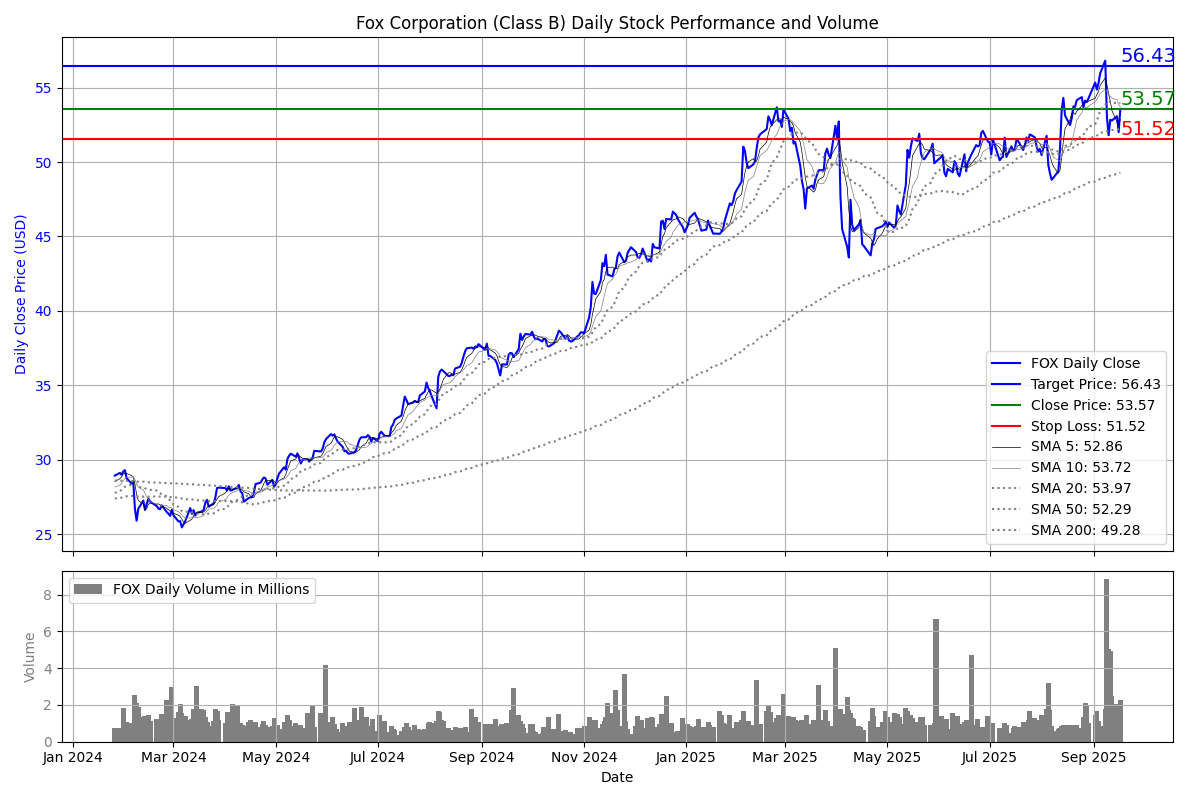 Fox Corporation (Class B) Daily Stock Performance and Volume
Daily Close Price (USD)
55
50
45
40
35
30
25
56.43
53.57
51.52
FOX Daily Close
Target Price: 56.43
Close Price: 53.57
Stop Loss: 51.52
SMA 5: 52.86
SMA 10: 53.72
SMA 20: 53.97
SMA 50: 52.29
SMA 200: 49.28
Volume
8
6
4
2
0
FOX Daily Volume in Millions
Jan 2024 Mar 2024 May 2024 Jul 2024 Sep 2024 Nov 2024 Jan 2025 Mar 2025 May 2025 Jul 2025 Sep 2025
Date